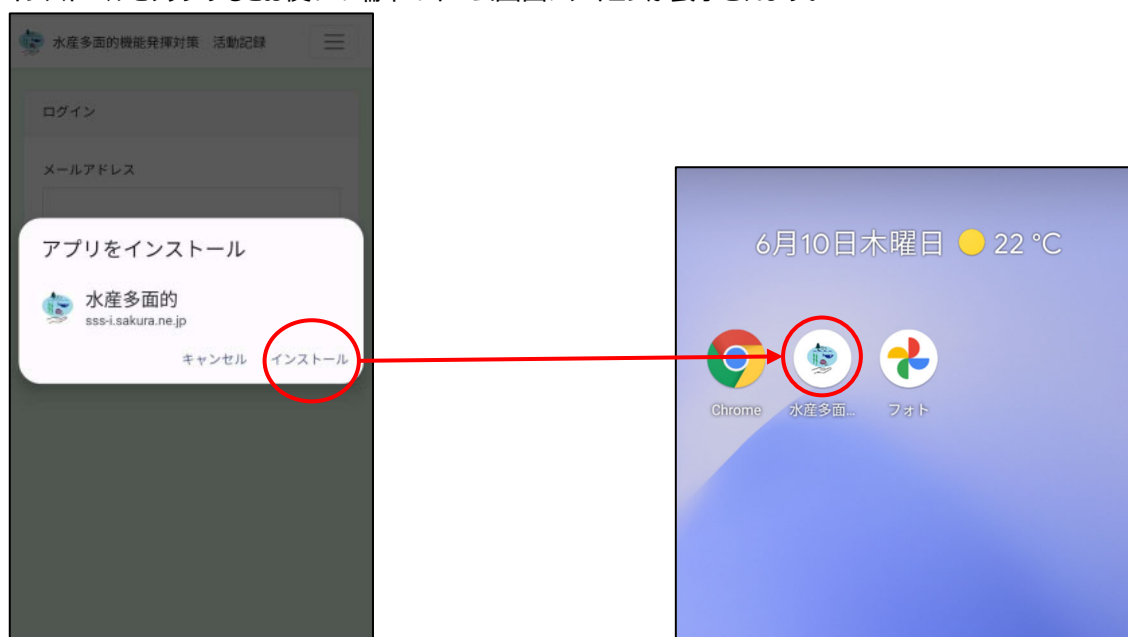 水産多面的機能発揮対策 活動記録
ログイン
メールアドレス
アプリをインストール
水産多面的
sss-i.sakura.ne.jp
キャンセル インストール
6月10日木曜日 22 °C
Chrome 水産多面... フォト